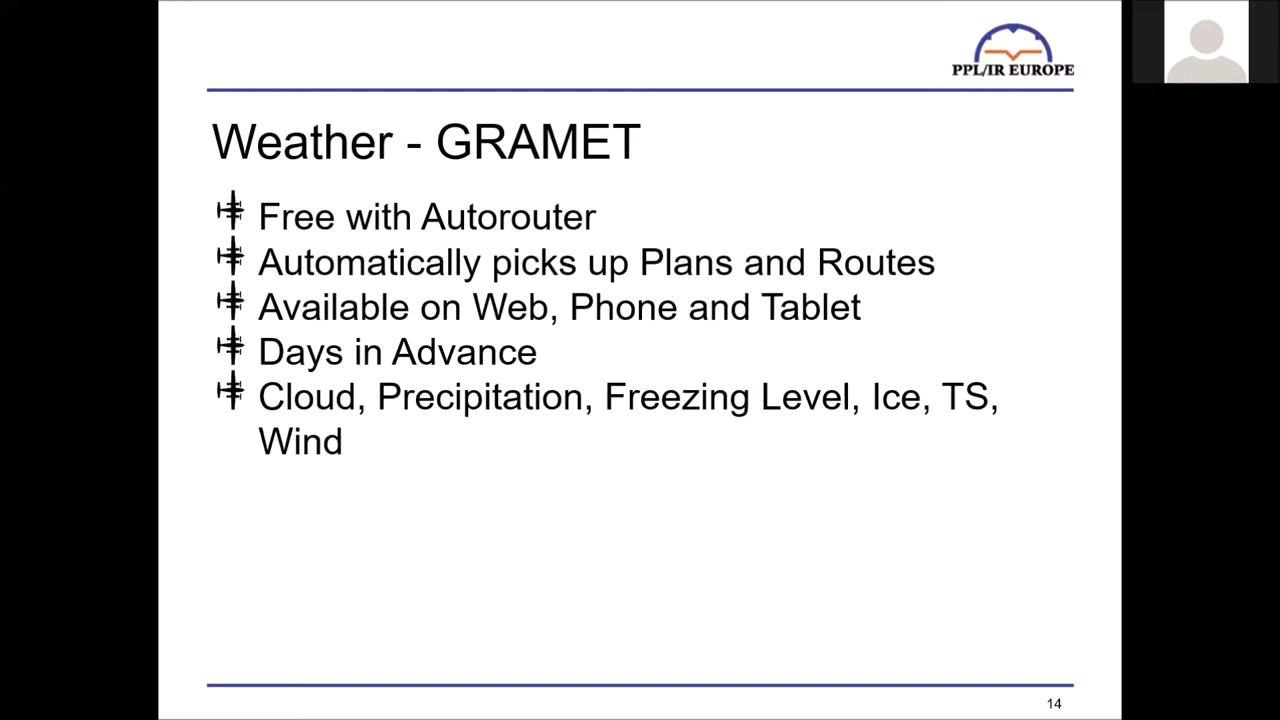 PPL/IR EUROPE
Weather - GRAMET
Free with Autorouter
Automatically picks up Plans and Routes
Available on Web, Phone and Tablet
Days in Advance
Cloud, Precipitation, Freezing Level, Ice, TS,
Wind
14